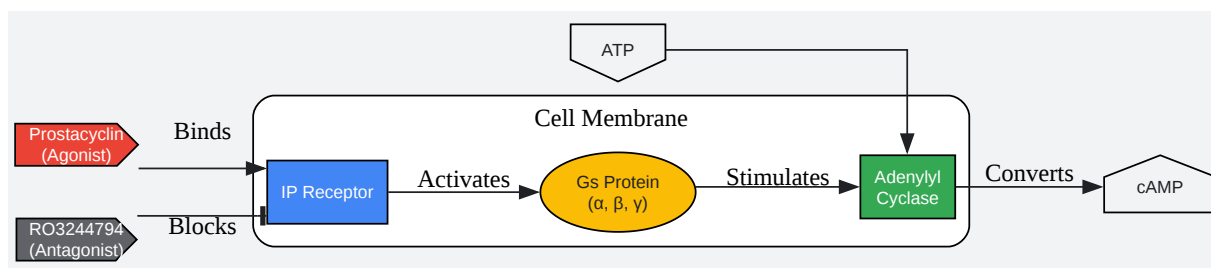 ATP
Cell Membrane
Prostacyclin
(Agonist)
Binds
IP Receptor
Activates
Gs Protein
(α, β, γ)
Stimulates
Adenylyl
Cyclase
Converts
cAMP
RO3244794
(Antagonist)
Blocks